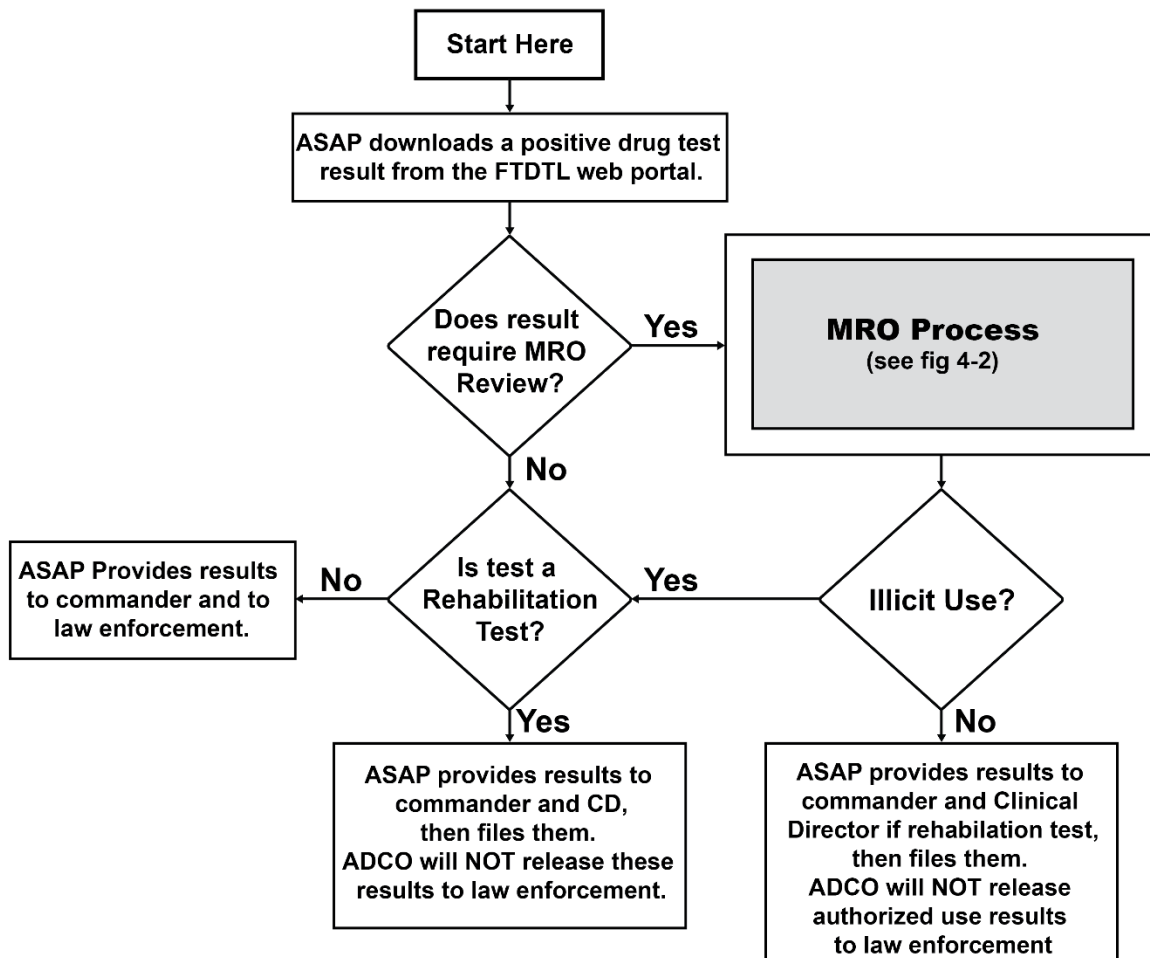 Start Here
ASAP downloads a positive drug test
result from the FTDTL web portal.
Does result
require MRO
Review?
Yes
MRO Process
(see fig 4-2)
No
ASAP Provides results
to commander and to
law enforcement.
No
Is test a
Rehabilitation
Test?
Yes
Illicit Use?
Yes
ASAP provides results to
commander and CD,
then files them.
ADCO will NOT release these
results to law enforcement.
No
ASAP provides results to
commander and Clinical
Director if rehabilation test,
then files them.
ADCO will NOT release
authorized use results
to law enforcement